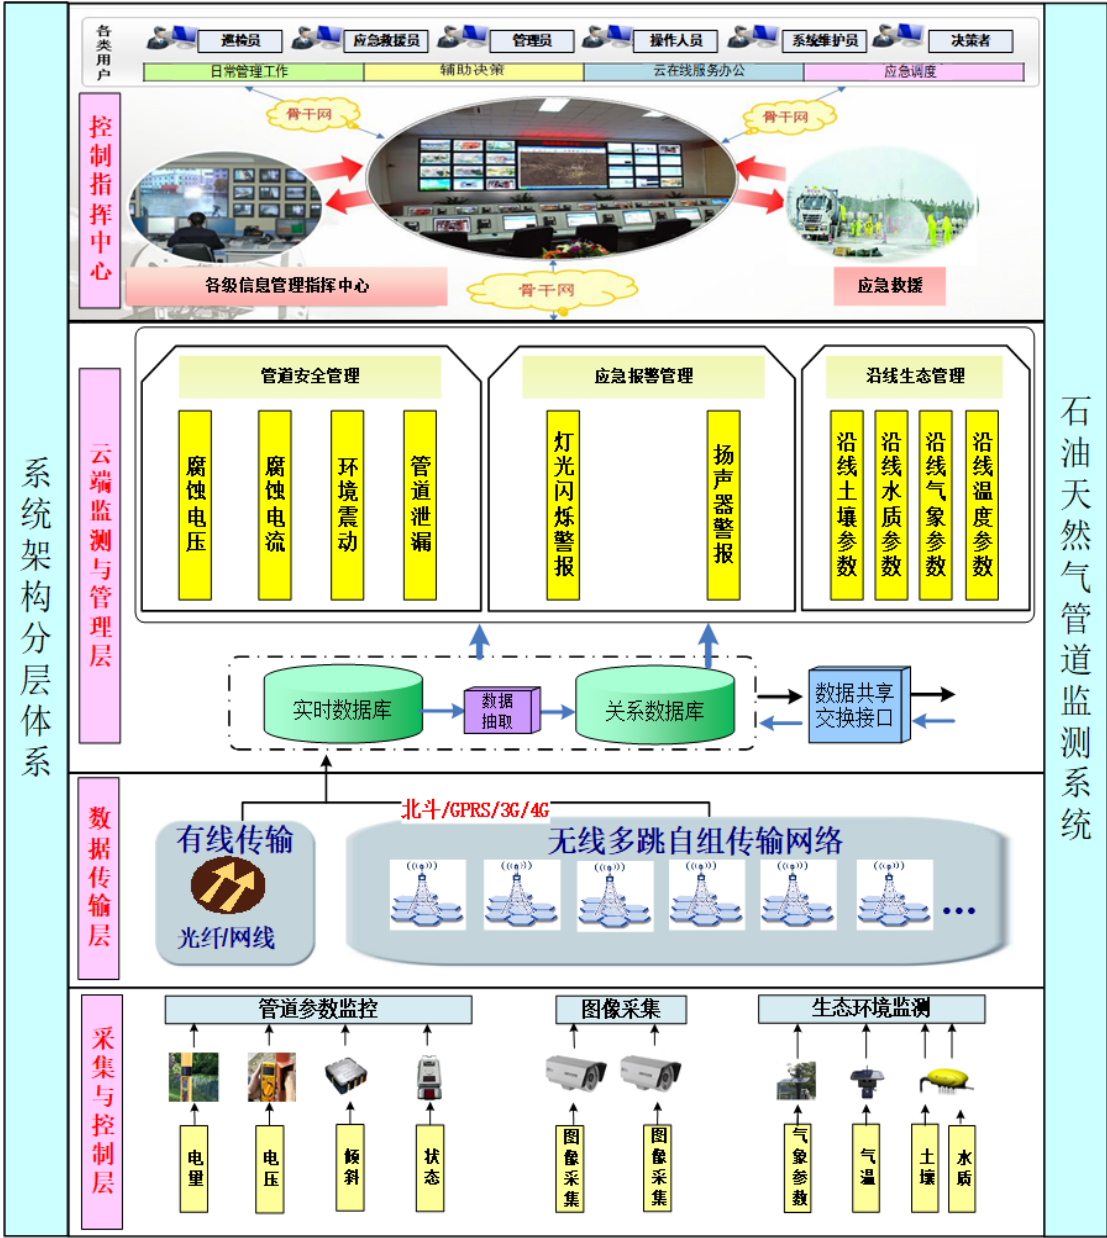 系统架构分层体系
石油天然气管道监测系统
各类用户
巡检员
应急救援员
管理员
操作人员
系统维护员
决策者
日常管理工作
辅助决策
云在线服务办公
应急调度
控制指挥中心
骨干网
骨干网
各级信息管理指挥中心
骨干网
应急救援
云端监测与管理层
管道安全管理
腐蚀电压
腐蚀电流
环境震动
管道泄漏
应急报警管理
灯光闪烁警报
扬声器警报
沿线生态管理
沿线土壤参数
沿线水质参数
沿线气象参数
沿线温度参数
实时数据库
数据
抽取
关系数据库
数据共享
交换接口
数据传输层
北斗/GPRS/3G/4G
有线传输
光纤/网线
无线多跳自组传输网络
...
采集与控制层
管道参数监控
图像采集
生态环境监测
电量
电压
倾斜
状态
图像采集
图像采集
气象参数
气温
土壤
水质